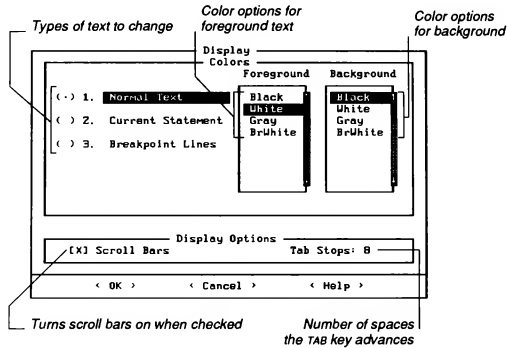 Types of text to change
Color options for
foreground text
Color options
for background
Display
Colors
Foreground Background
(·) 1. Normal Text
( ) 2. Current Statement
( ) 3. Breakpoint Lines
Black
White
Gray
BrWhite
Black
White
Gray
BrWhite
Display Options
[X] Scroll Bars Tab Stops: 8
< OK > < Cancel > < Help >
Turns scroll bars on when checked
Number of spaces
the TAB key advances